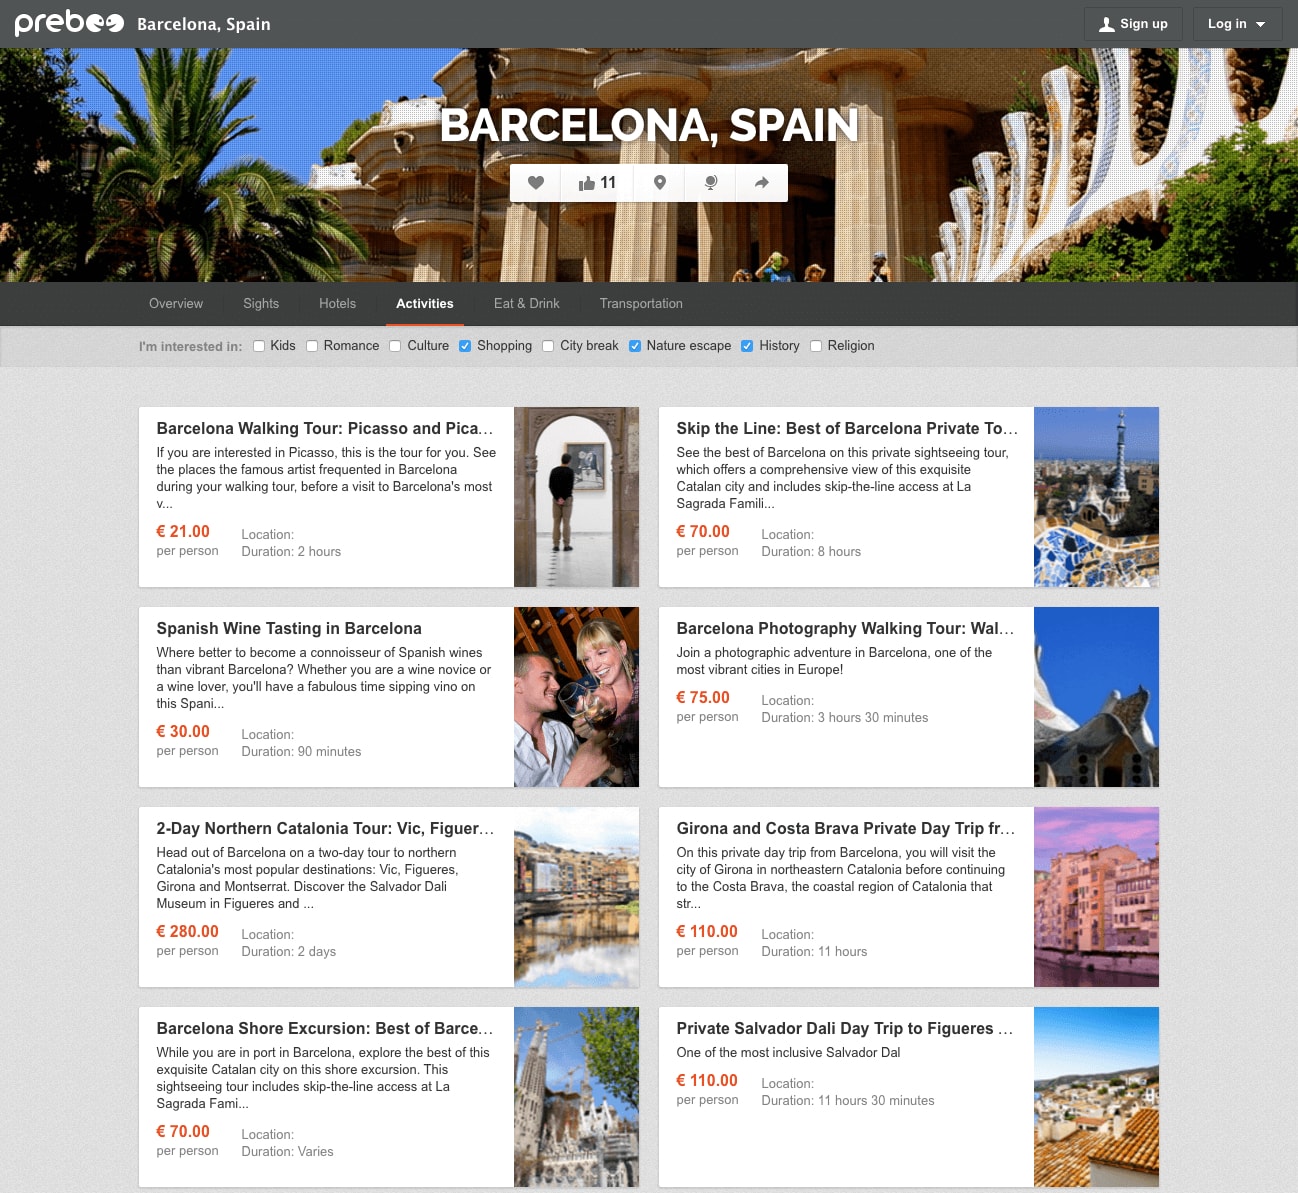 preboo Barcelona, Spain
Sign up
Log in
BARCELONA, SPAIN
11
Overview Sights Hotels Activities Eat & Drink Transportation
I'm interested in: Kids Romance Culture Shopping City break Nature escape History Religion
Barcelona Walking Tour: Picasso and Pica...
If you are interested in Picasso, this is the tour for you. See
the places the famous artist frequented in Barcelona
during your walking tour, before a visit to Barcelona's most
v...
€ 21.00
per person
Location:
Duration: 2 hours
Skip the Line: Best of Barcelona Private To...
See the best of Barcelona on this private sightseeing tour,
which offers a comprehensive view of this exquisite
Catalan city and includes skip-the-line access at La
Sagrada Famili...
€ 70.00
per person
Location:
Duration: 8 hours
Spanish Wine Tasting in Barcelona
Where better to become a connoisseur of Spanish wines
than vibrant Barcelona? Whether you are a wine novice or
a wine lover, you'll have a fabulous time sipping vino on
this Spani...
€ 30.00
per person
Location:
Duration: 90 minutes
Barcelona Photography Walking Tour: Wal...
Join a photographic adventure in Barcelona, one of the
most vibrant cities in Europe!
€ 75.00
per person
Location:
Duration: 3 hours 30 minutes
2-Day Northern Catalonia Tour: Vic, Figuer...
Head out of Barcelona on a two-day tour to northern
Catalonia's most popular destinations: Vic, Figueres,
Girona and Montserrat. Discover the Salvador Dali
Museum in Figueres and ...
€ 280.00
per person
Location:
Duration: 2 days
Girona and Costa Brava Private Day Trip fr...
On this private day trip from Barcelona, you will visit the
city of Girona in northeastern Catalonia before continuing
to the Costa Brava, the coastal region of Catalonia that
str...
€ 110.00
per person
Location:
Duration: 11 hours
Barcelona Shore Excursion: Best of Barce...
While you are in port in Barcelona, explore the best of this
exquisite Catalan city on this shore excursion. This
sightseeing tour includes skip-the-line access at La
Sagrada Fami...
€ 70.00
per person
Location:
Duration: Varies
Private Salvador Dali Day Trip to Figueres ...
One of the most inclusive Salvador Dal
€ 110.00
per person
Location:
Duration: 11 hours 30 minutes